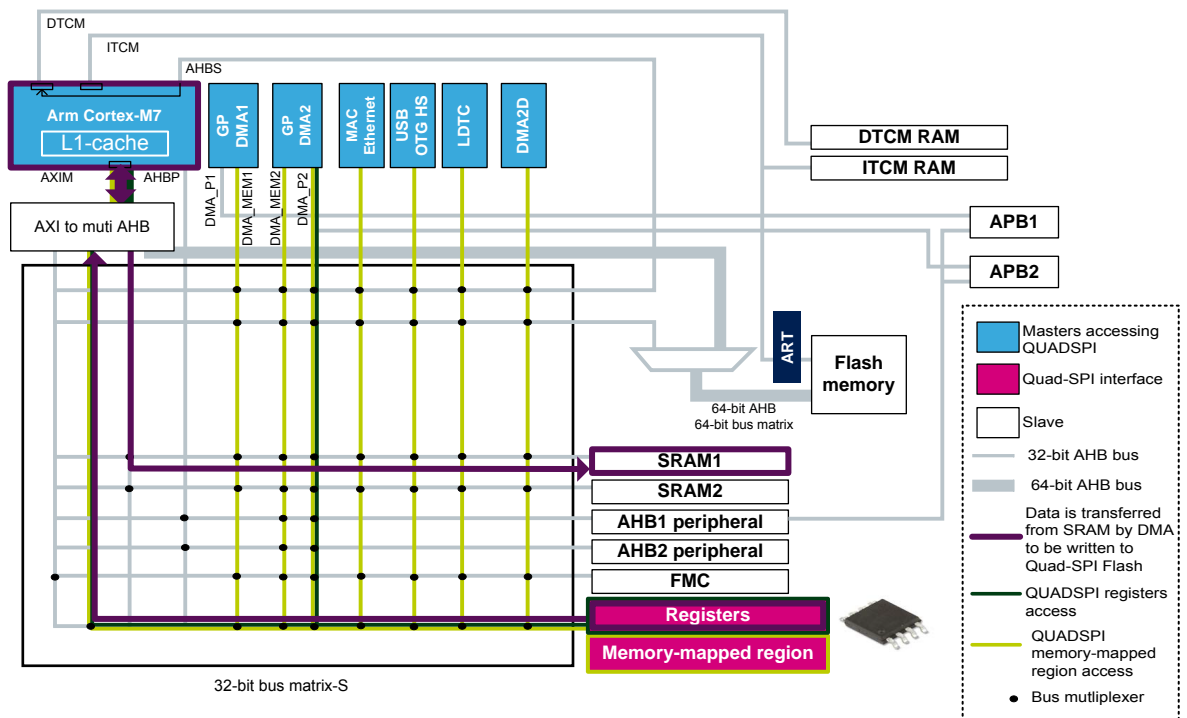 DTCM
ITCM
AHBS
Arm Cortex-M7
L1-cache
GP
DMA1
GP
DMA2
MAC
Ethernet
USB
OTG HS
LDTC
DMA2D
AXIM
AHBP
DMA_P1
DMA_MEM1
DMA_MEM2
DMA_P2
AXI to muti AHB
DTCM RAM
ITCM RAM
APB1
APB2
ART
Flash
memory
64-bit AHB
64-bit bus matrix
SRAM1
SRAM2
AHB1 peripheral
AHB2 peripheral
FMC
Registers
Memory-mapped region
32-bit bus matrix-S
Masters accessing
QUADSPI
Quad-SPI interface
Slave
32-bit AHB bus
64-bit AHB bus
Data is transferred
from SRAM by DMA
to be written to
Quad-SPI Flash
QUADSPI registers
access
QUADSPI
memory-mapped
region access
Bus mutliplexer